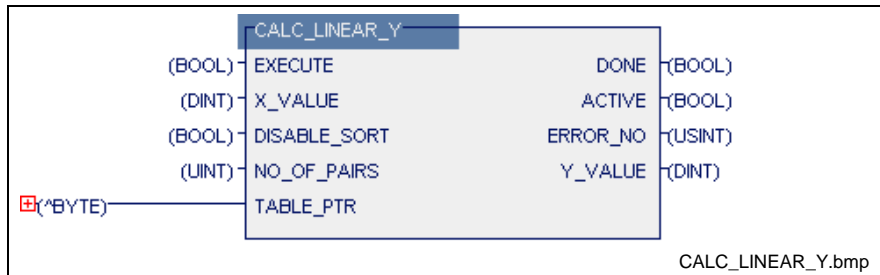 CALC_LINEAR_Y
(BOOL) EXECUTE DONE (BOOL)
(DINT) X_VALUE ACTIVE (BOOL)
(BOOL) DISABLE_SORT ERROR_NO (USINT)
(UINT) NO_OF_PAIRS Y_VALUE (DINT)
(^BYTE) TABLE_PTR
CALC_LINEAR_Y.bmp